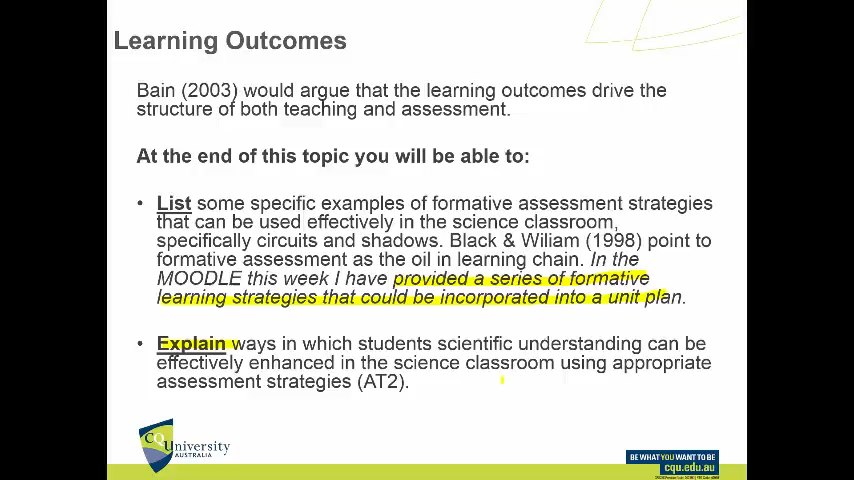 Learning Outcomes
Bain (2003) would argue that the learning outcomes drive the
structure of both teaching and assessment.
At the end of this topic you will be able to:
• List some specific examples of formative assessment strategies
that can be used effectively in the science classroom,
specifically circuits and shadows. Black & Wiliam (1998) point to
formative assessment as the oil in learning chain. In the
MOODLE this week I have provided a series of formative
learning strategies that could be incorporated into a unit plan.
• Explain ways in which students scientific understanding can be
effectively enhanced in the science classroom using appropriate
assessment strategies (AT2).
CQUniversity
AUSTRALIA
BE WHAT YOU WANT TO BE
cqu.edu.au